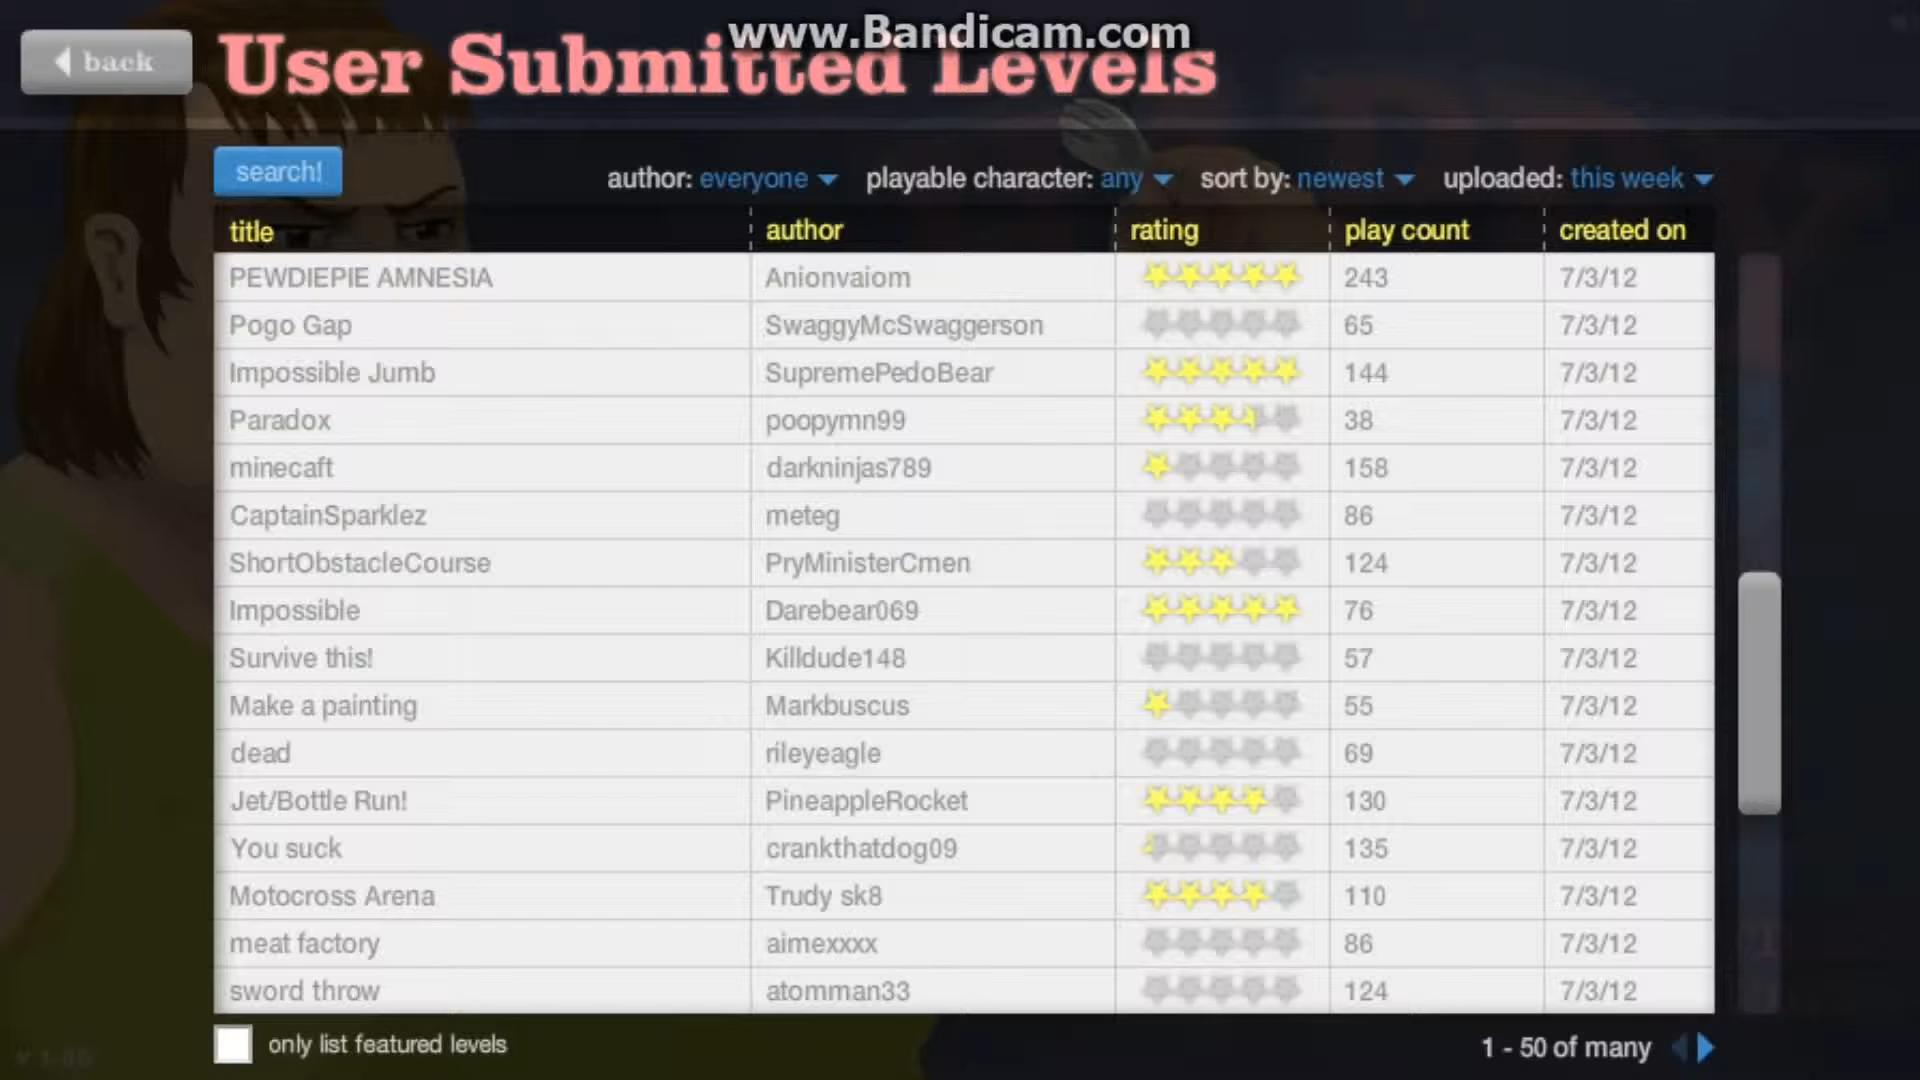 www.Bandicam.com
back
User Submitted Levels
search!
author: everyone playable character: any sort by: newest uploaded: this week
title author rating play count created on
PEWDIEPIE AMNESIA Anionvaiom 243 7/3/12
Pogo Gap SwaggyMcSwaggerson 65 7/3/12
Impossible Jumb SupremePedoBear 144 7/3/12
Paradox poopymn99 38 7/3/12
minecaft darkninjas789 158 7/3/12
CaptainSparklez meteg 86 7/3/12
ShortObstacleCourse PryMinisterCmen 124 7/3/12
Impossible Darebear069 76 7/3/12
Survive this! Killdude148 57 7/3/12
Make a painting Markbuscus 55 7/3/12
dead rileyeagle 69 7/3/12
Jet/Bottle Run! PineappleRocket 130 7/3/12
You suck crankthatdog09 135 7/3/12
Motocross Arena Trudy sk8 110 7/3/12
meat factory aimexxxx 86 7/3/12
sword throw atomman33 124 7/3/12
only list featured levels
1 - 50 of many